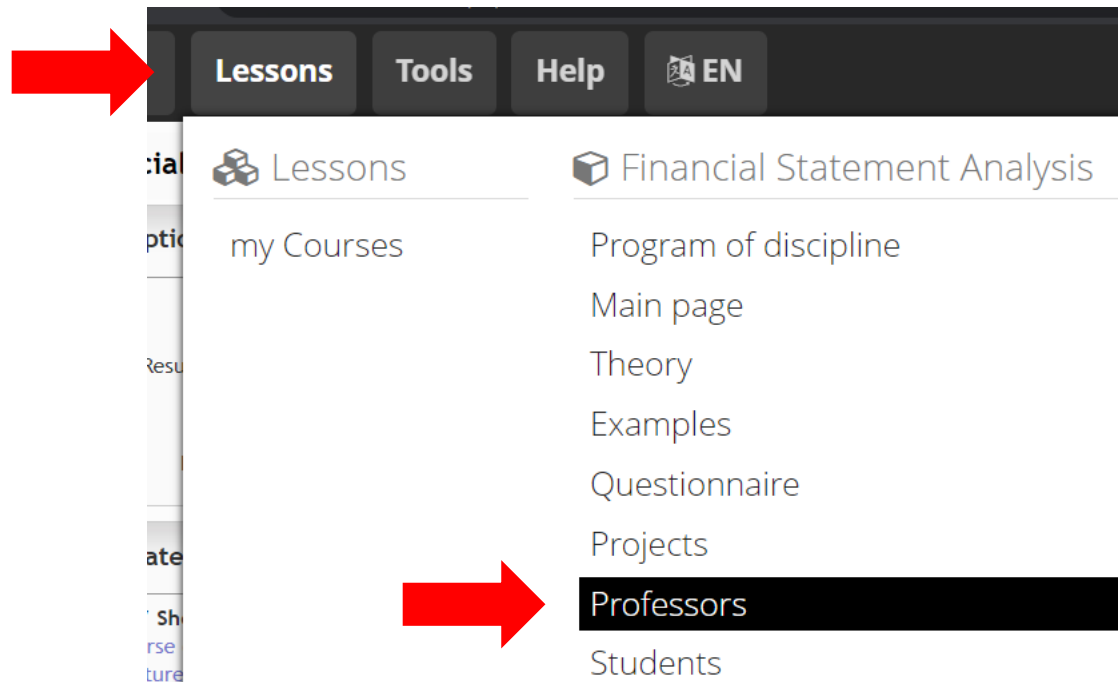 Lessons Tools Help EN
Lessons
my Courses
Financial Statement Analysis
Program of discipline
Main page
Theory
Examples
Questionnaire
Projects
Professors
Students